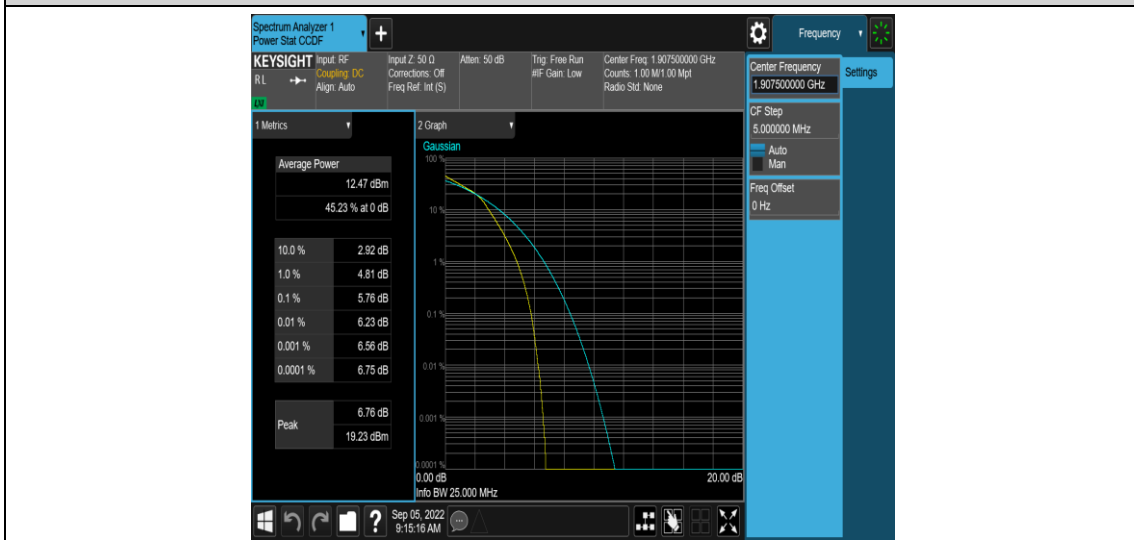 Spectrum Analyzer 1
Power Stat CCDF
Frequency
KEYSIGHT
RL
LXI
Input: RF
Coupling: DC
Align: Auto
Input Z: 50 Ω
Corrections: Off
Freq Ref: Int (S)
Atten: 50 dB
Trig: Free Run
#IF Gain: Low
Center Freq: 1.907500000 GHz
Counts: 1.00 M/1.00 Mpt
Radio Std: None
Center Frequency
1.907500000 GHz
Settings
CF Step
5.000000 MHz
Auto
Man
Freq Offset
0 Hz
1 Metrics
Average Power
12.47 dBm
45.23 % at 0 dB
10.0 % 2.92 dB
1.0 % 4.81 dB
0.1 % 5.76 dB
0.01 % 6.23 dB
0.001 % 6.56 dB
0.0001 % 6.75 dB
Peak
6.76 dB
19.23 dBm
2 Graph
Gaussian
100 %
10 %
1 %
0.1 %
0.01 %
0.001 %
0.0001 %
0.00 dB 20.00 dB
Info BW 25.000 MHz
Sep 05, 2022
9:15:16 AM